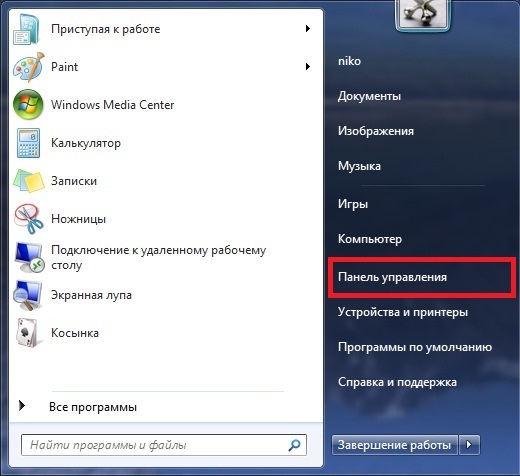 Приступая к работе
Paint
Windows Media Center
Калькулятор
Записки
Ножницы
Подключение к удаленному рабочему
столу
Экранная лупа
Косынка
Все программы
Найти программы и файлы
niko
Документы
Изображения
Музыка
Игры
Компьютер
Панель управления
Устройства и принтеры
Программы по умолчанию
Справка и поддержка
Завершение работы